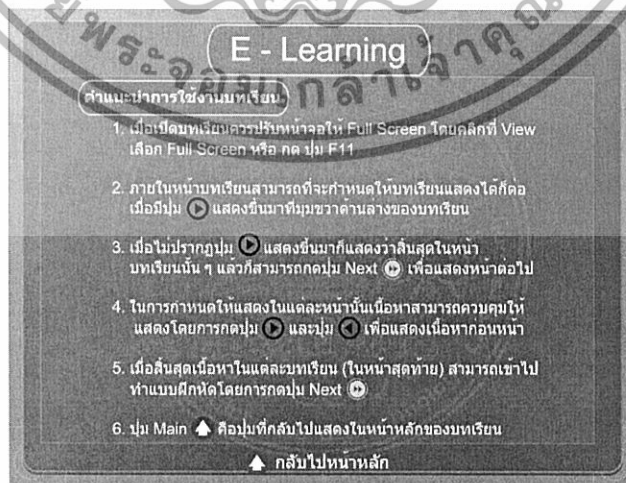 E - Learning
คำแนะนำการใช้งานบทเรียน
1. เมื่อเปิดบทเรียนควรปรับหน้าจอให้ Full Screen โดยคลิกที่ View
เลือก Full Screen หรือ กด ปุ่ม F11
2. ภายในหน้าบทเรียนสามารถที่จะกำหนดให้บทเรียนแสดงได้ก็ต่อ
เมื่อมีปุ่ม แสดงขึ้นมาที่มุมขวาด้านล่างของบทเรียน
3. เมื่อไม่ปรากฏปุ่ม แสดงขึ้นมาก็แสดงว่าสิ้นสุดในหน้า
บทเรียนนั้น ๆ แล้วก็สามารถกดปุ่ม Next เพื่อแสดงหน้าต่อไป
4. ในการกำหนดให้แสดงในแต่ละหน้านั้นเนื้อหาสามารถควบคุมให้
แสดงโดยการกดปุ่ม และปุ่ม เพื่อแสดงเนื้อหาก่อนหน้า
5. เมื่อสิ้นสุดเนื้อหาในแต่ละบทเรียน (ในหน้าสุดท้าย) สามารถเข้าไป
ทำแบบฝึกหัดโดยการกดปุ่ม Next
6. ปุ่ม Main คือปุ่มที่กลับไปแสดงในหน้าหลักของบทเรียน
กลับไปหน้าหลัก